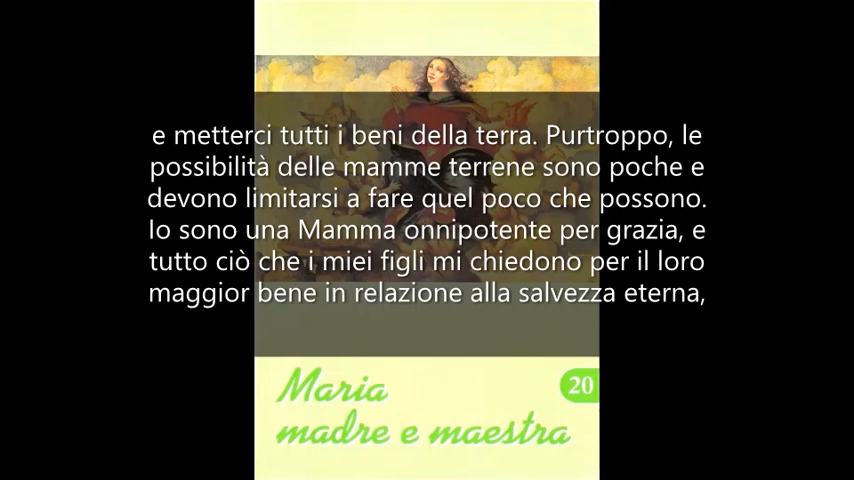 e metterci tutti i beni della terra. Purtroppo, le
possibilità delle mamme terrene sono poche e
devono limitarsi a fare quel poco che possono.
Io sono una Mamma onnipotente per grazia, e
tutto ciò che i miei figli mi chiedono per il loro
maggior bene in relazione alla salvezza eterna,
Maria
20
madre e maestra